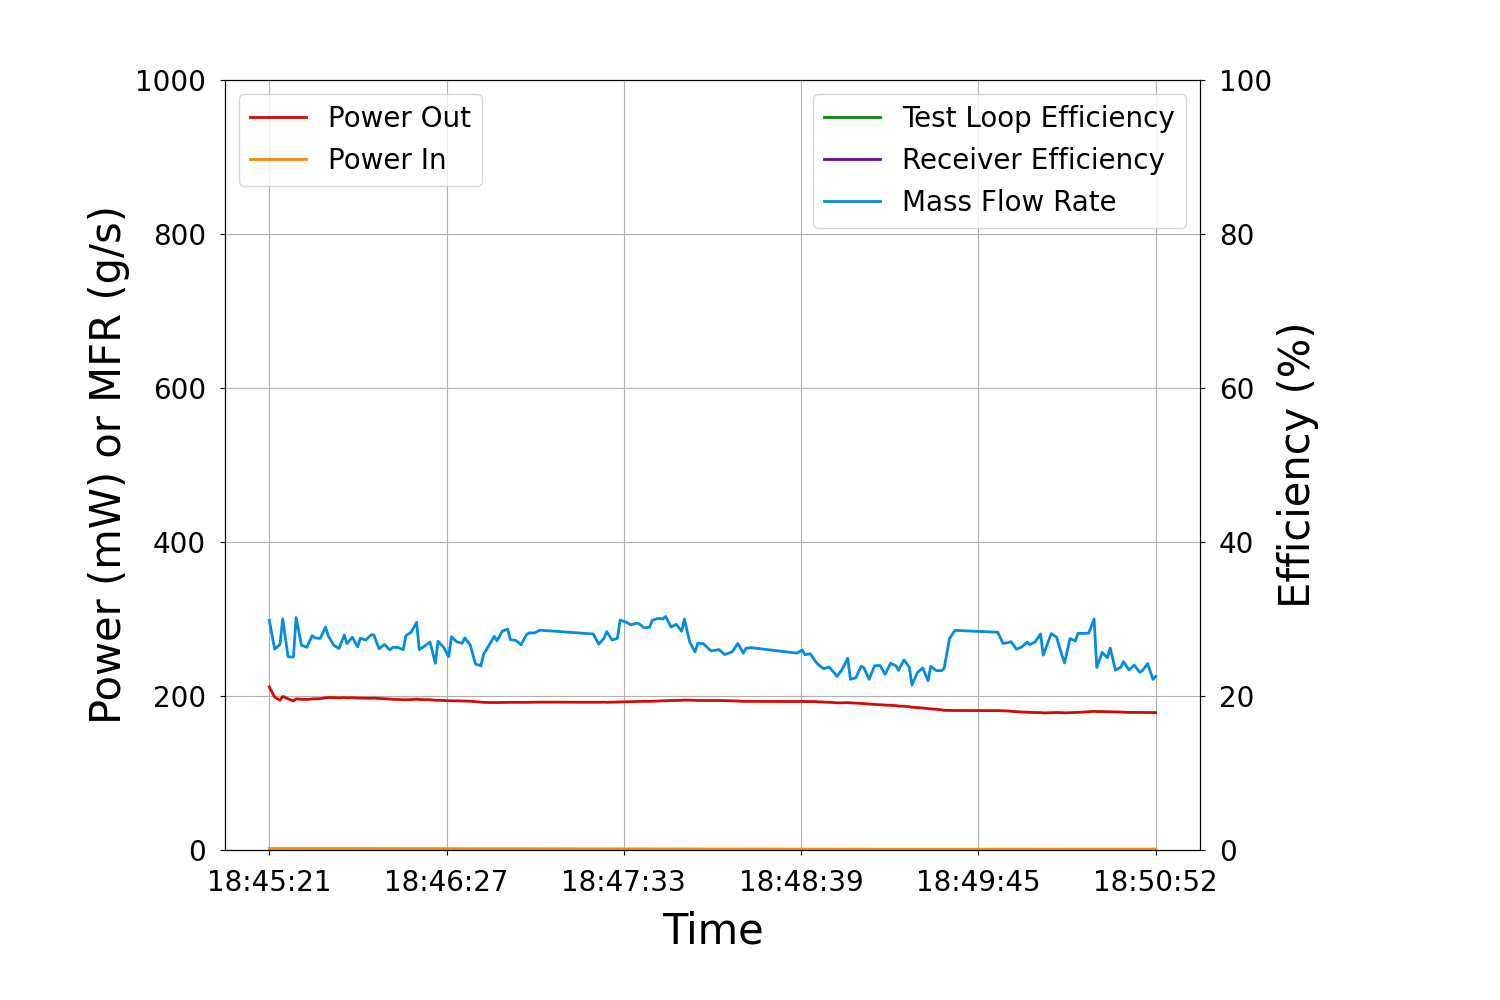 1000
800
600
400
200
0
Power (mW) or MFR (g/s)
Power Out
Power In
Test Loop Efficiency
Receiver Efficiency
Mass Flow Rate
100
80
60
40
20
0
Efficiency (%)
18:45:21 18:46:27 18:47:33 18:48:39 18:49:45 18:50:52
Time